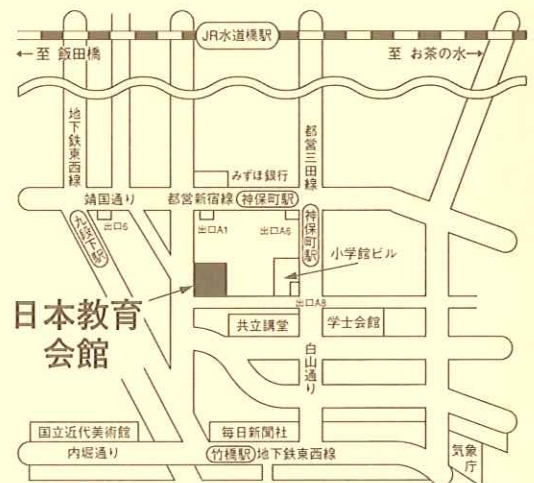 JR水道橋駅
←至 飯田橋
至 お茶の水→
地下鉄東西線
都営三田線
みずほ銀行
靖国通り
都営新宿線
神保町駅
九段下駅
出口6
出口A1
出口A6
神保町駅
小学館ビル
日本教育
会館
出口A8
共立講堂
学士会館
白山通り
国立近代美術館
毎日新聞社
内堀通り
竹橋駅
地下鉄東西線
気象
庁